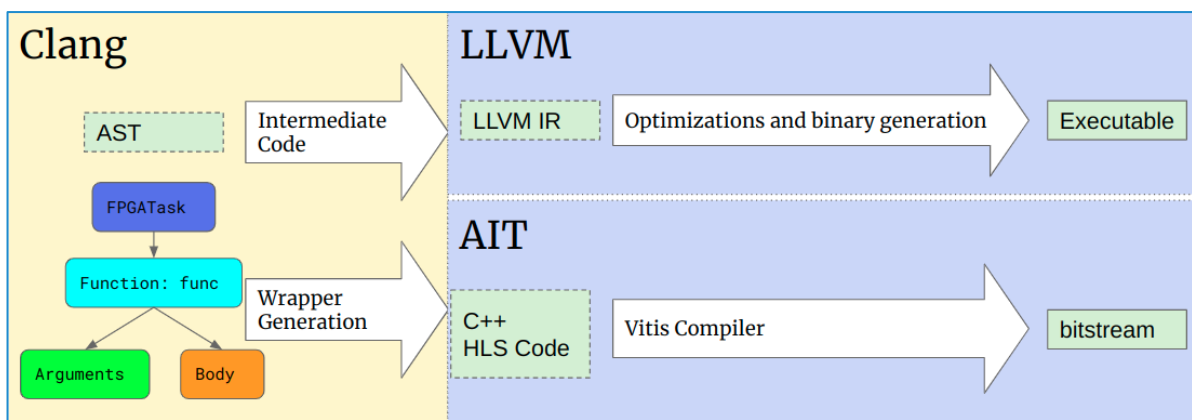 Clang
AST
Intermediate
Code
FPGATask
Function: func
Arguments
Body
Wrapper
Generation
LLVM
LLVM IR
Optimizations and binary generation
Executable
AIT
C++
HLS Code
Vitis Compiler
bitstream